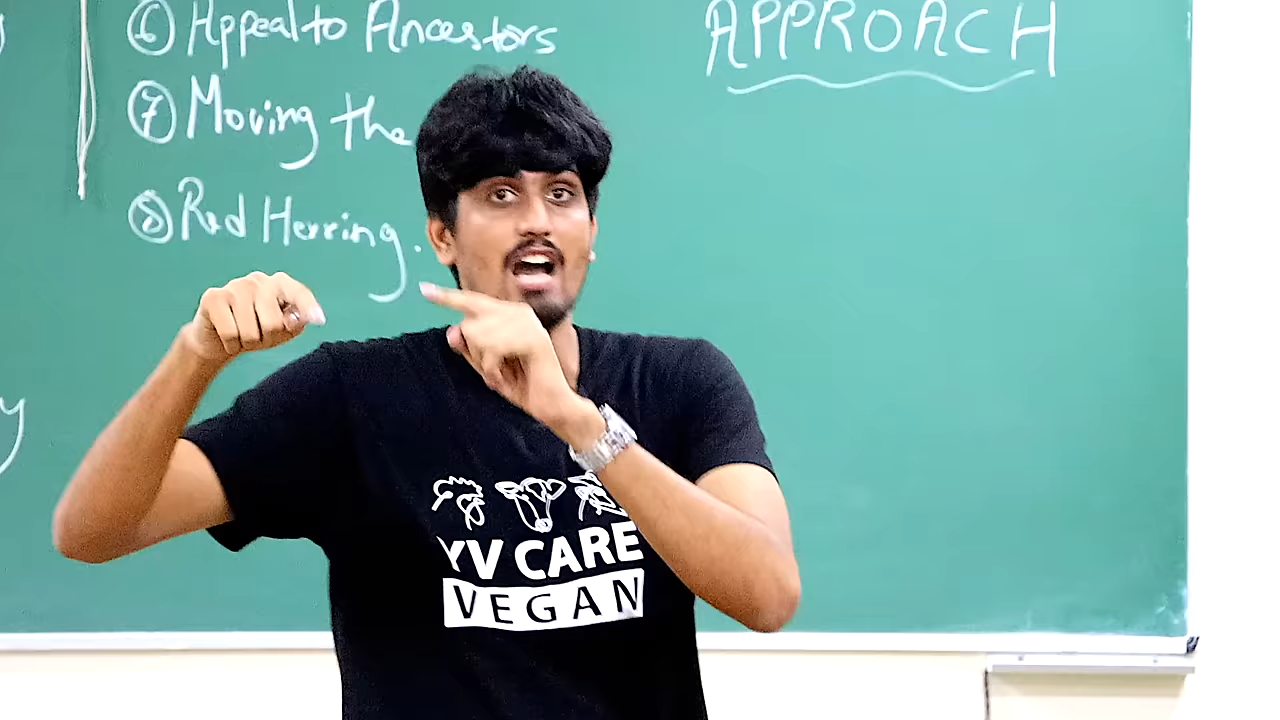 ⑥ Appeal to Ancestors
⑦ Moving the
⑧ Red Herring.
APPROACH
YV CARE
VEGAN